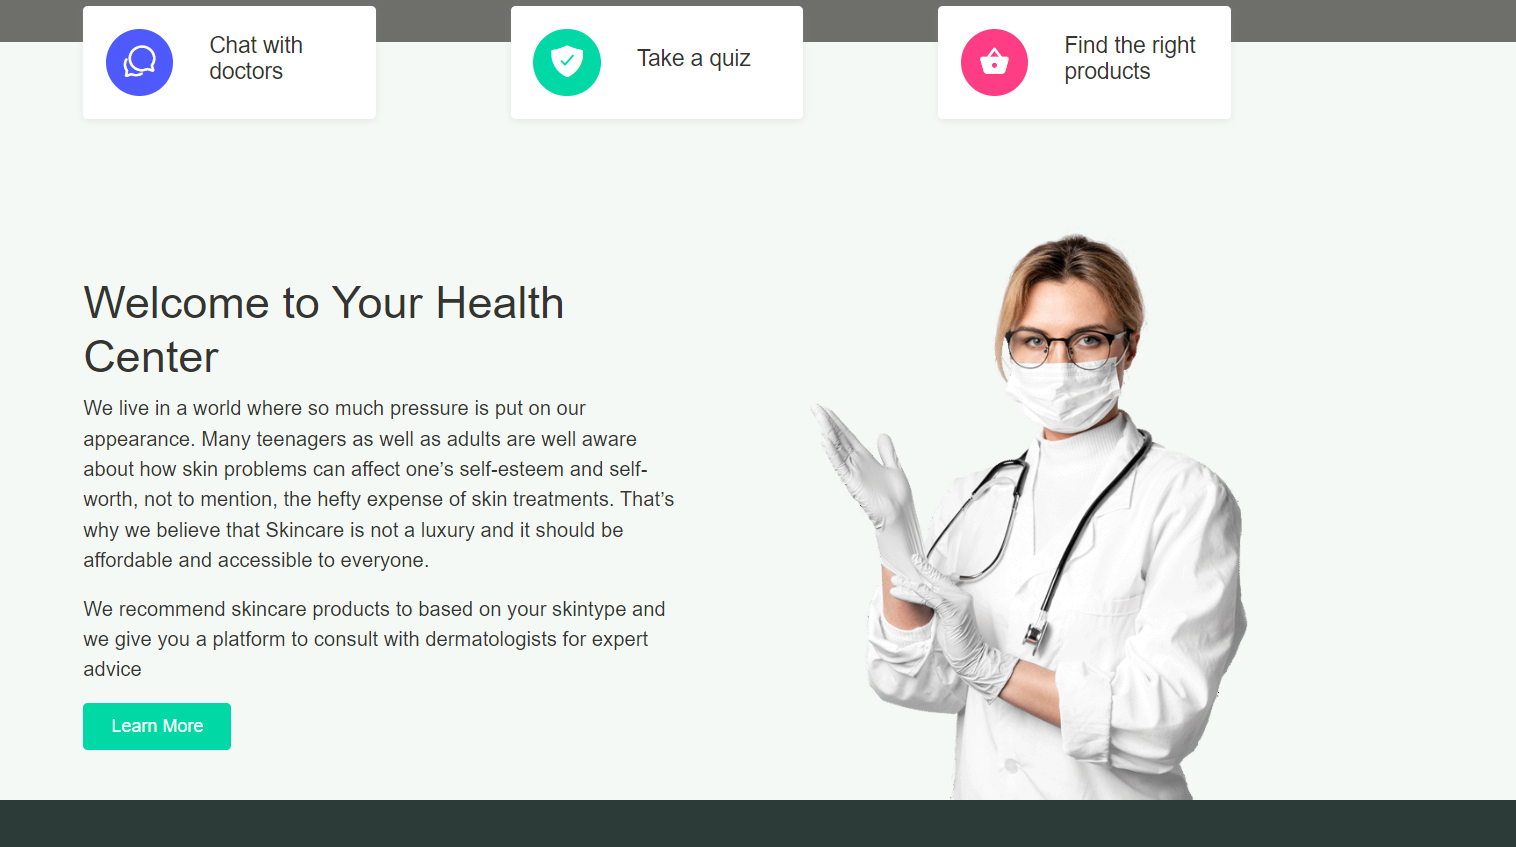 Chat with
doctors
Take a quiz
Find the right
products
Welcome to Your Health
Center
We live in a world where so much pressure is put on our
appearance. Many teenagers as well as adults are well aware
about how skin problems can affect one’s self-esteem and self-
worth, not to mention, the hefty expense of skin treatments. That’s
why we believe that Skincare is not a luxury and it should be
affordable and accessible to everyone.
We recommend skincare products to based on your skintype and
we give you a platform to consult with dermatologists for expert
advice
Learn More